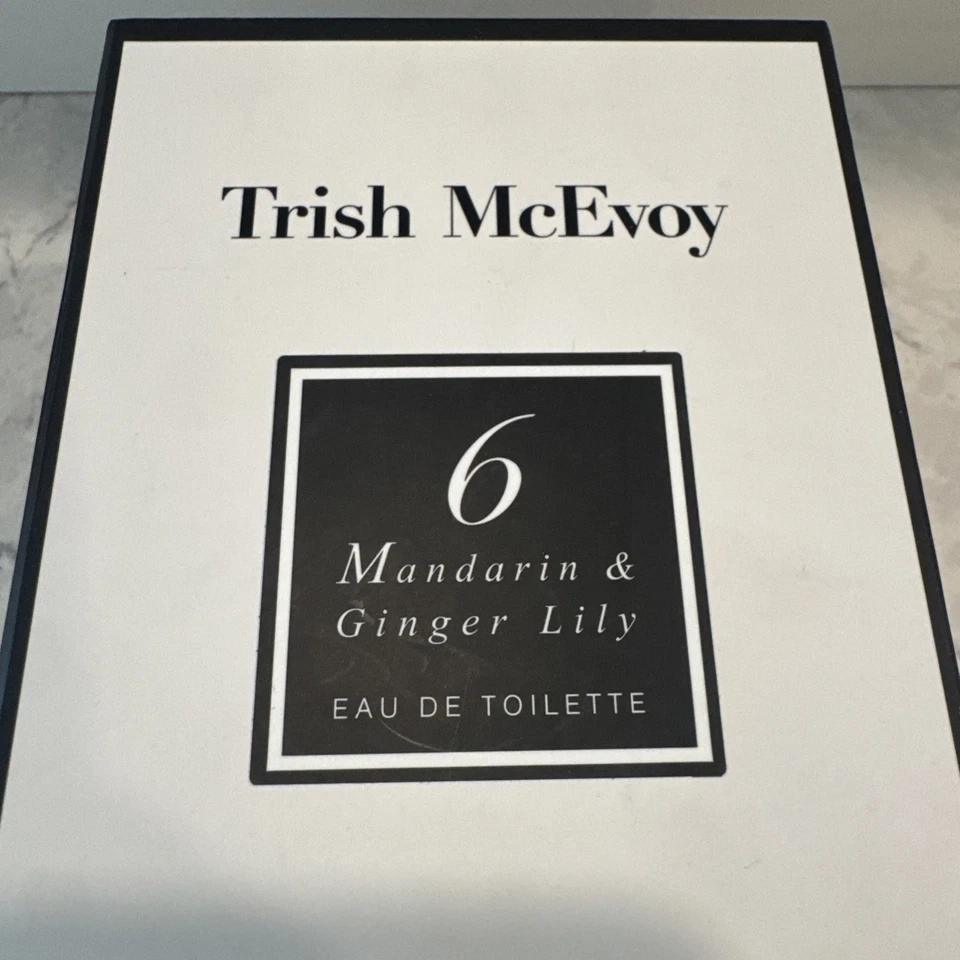 Trish McEvoy
6
Mandarin &
Ginger Lily
EAU DE TOILETTE